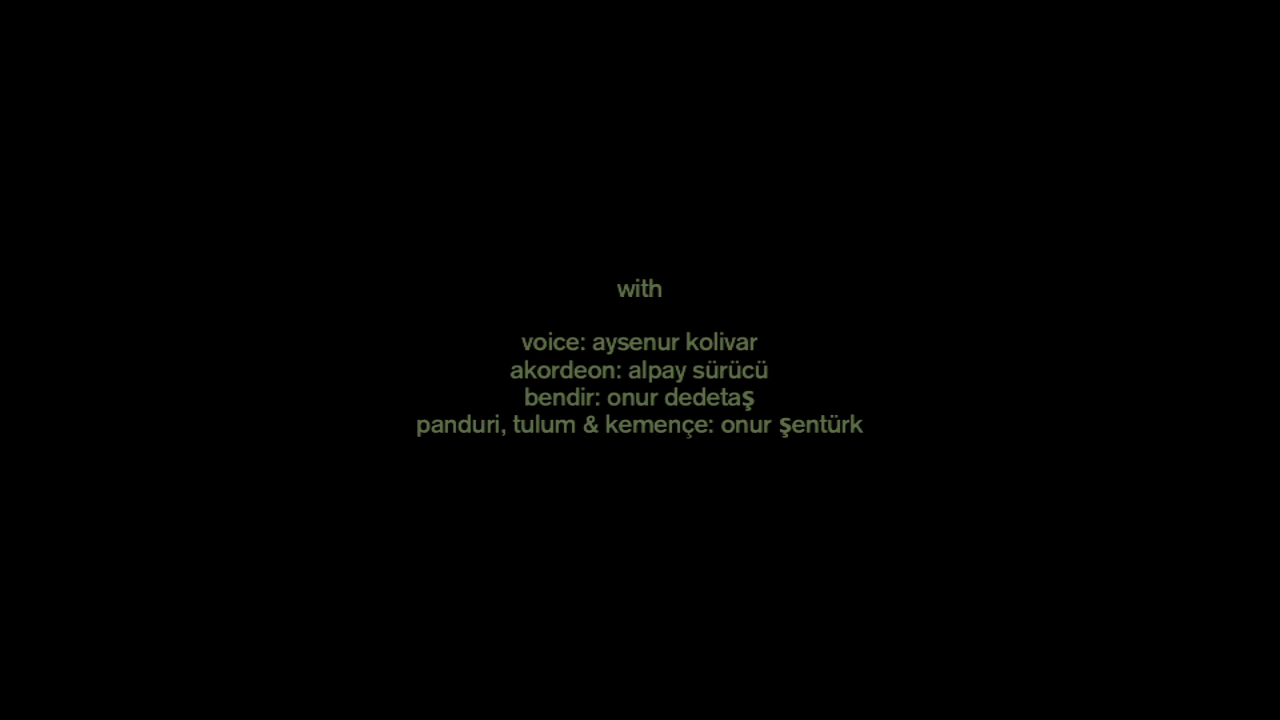 with
voice: aysenur kolivar
akordeon: alpay sürücü
bendir: onur dedetaş
panduri, tulum & kemençe: onur şentürk